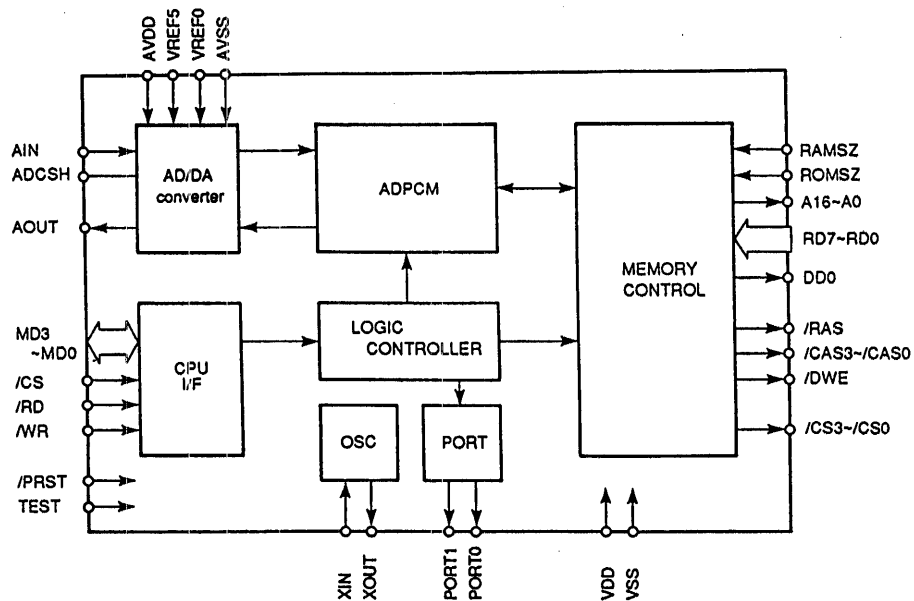 AVDD
VREF5
VREF0
AVSS
AIN
ADCSH
AOUT
AD/DA
converter
ADPCM
MEMORY
CONTROL
RAMSZ
ROMSZ
A16~A0
RD7~RD0
DD0
/RAS
/CAS3~/CAS0
/DWE
/CS3~/CS0
MD3
~MD0
/CS
/RD
/WR
/PRST
TEST
CPU
I/F
LOGIC
CONTROLLER
OSC
PORT
XIN
XOUT
PORT1
PORT0
VDD
VSS